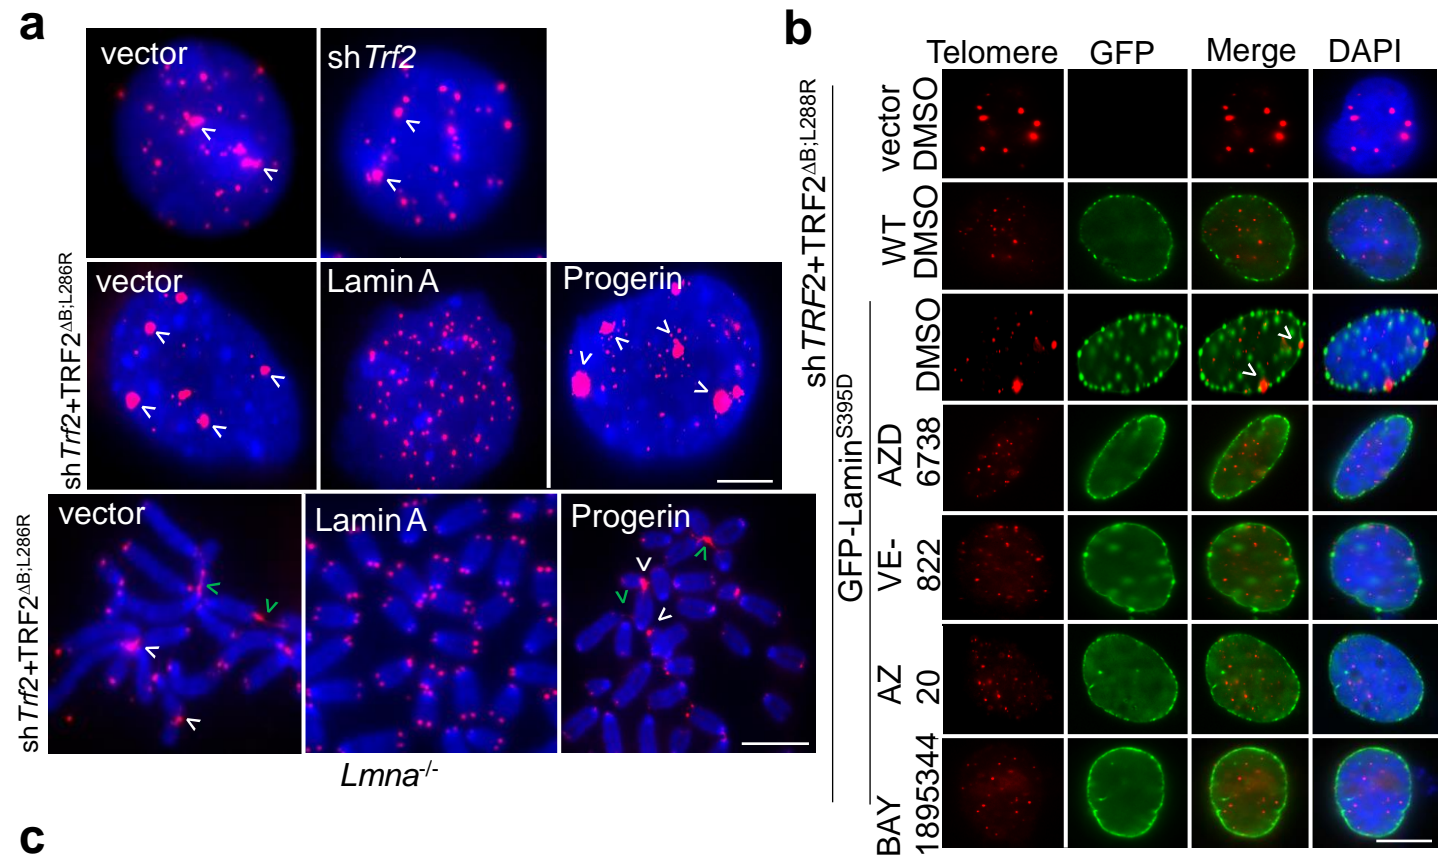 a
vector
shTrf2
shTrf2+TRF2ΔB;L286R
vector
Lamin A
Progerin
shTrf2+TRF2ΔB;L286R
vector
Lamin A
Progerin
Lmna-/-
b
Telomere GFP Merge DAPI
shTRF2+TRF2ΔB;L288R
vector
DMSO
WT
DMSO
GFP-LaminS395D
DMSO
AZD
6738
VE-
822
AZ
20
BAY
1895344
c